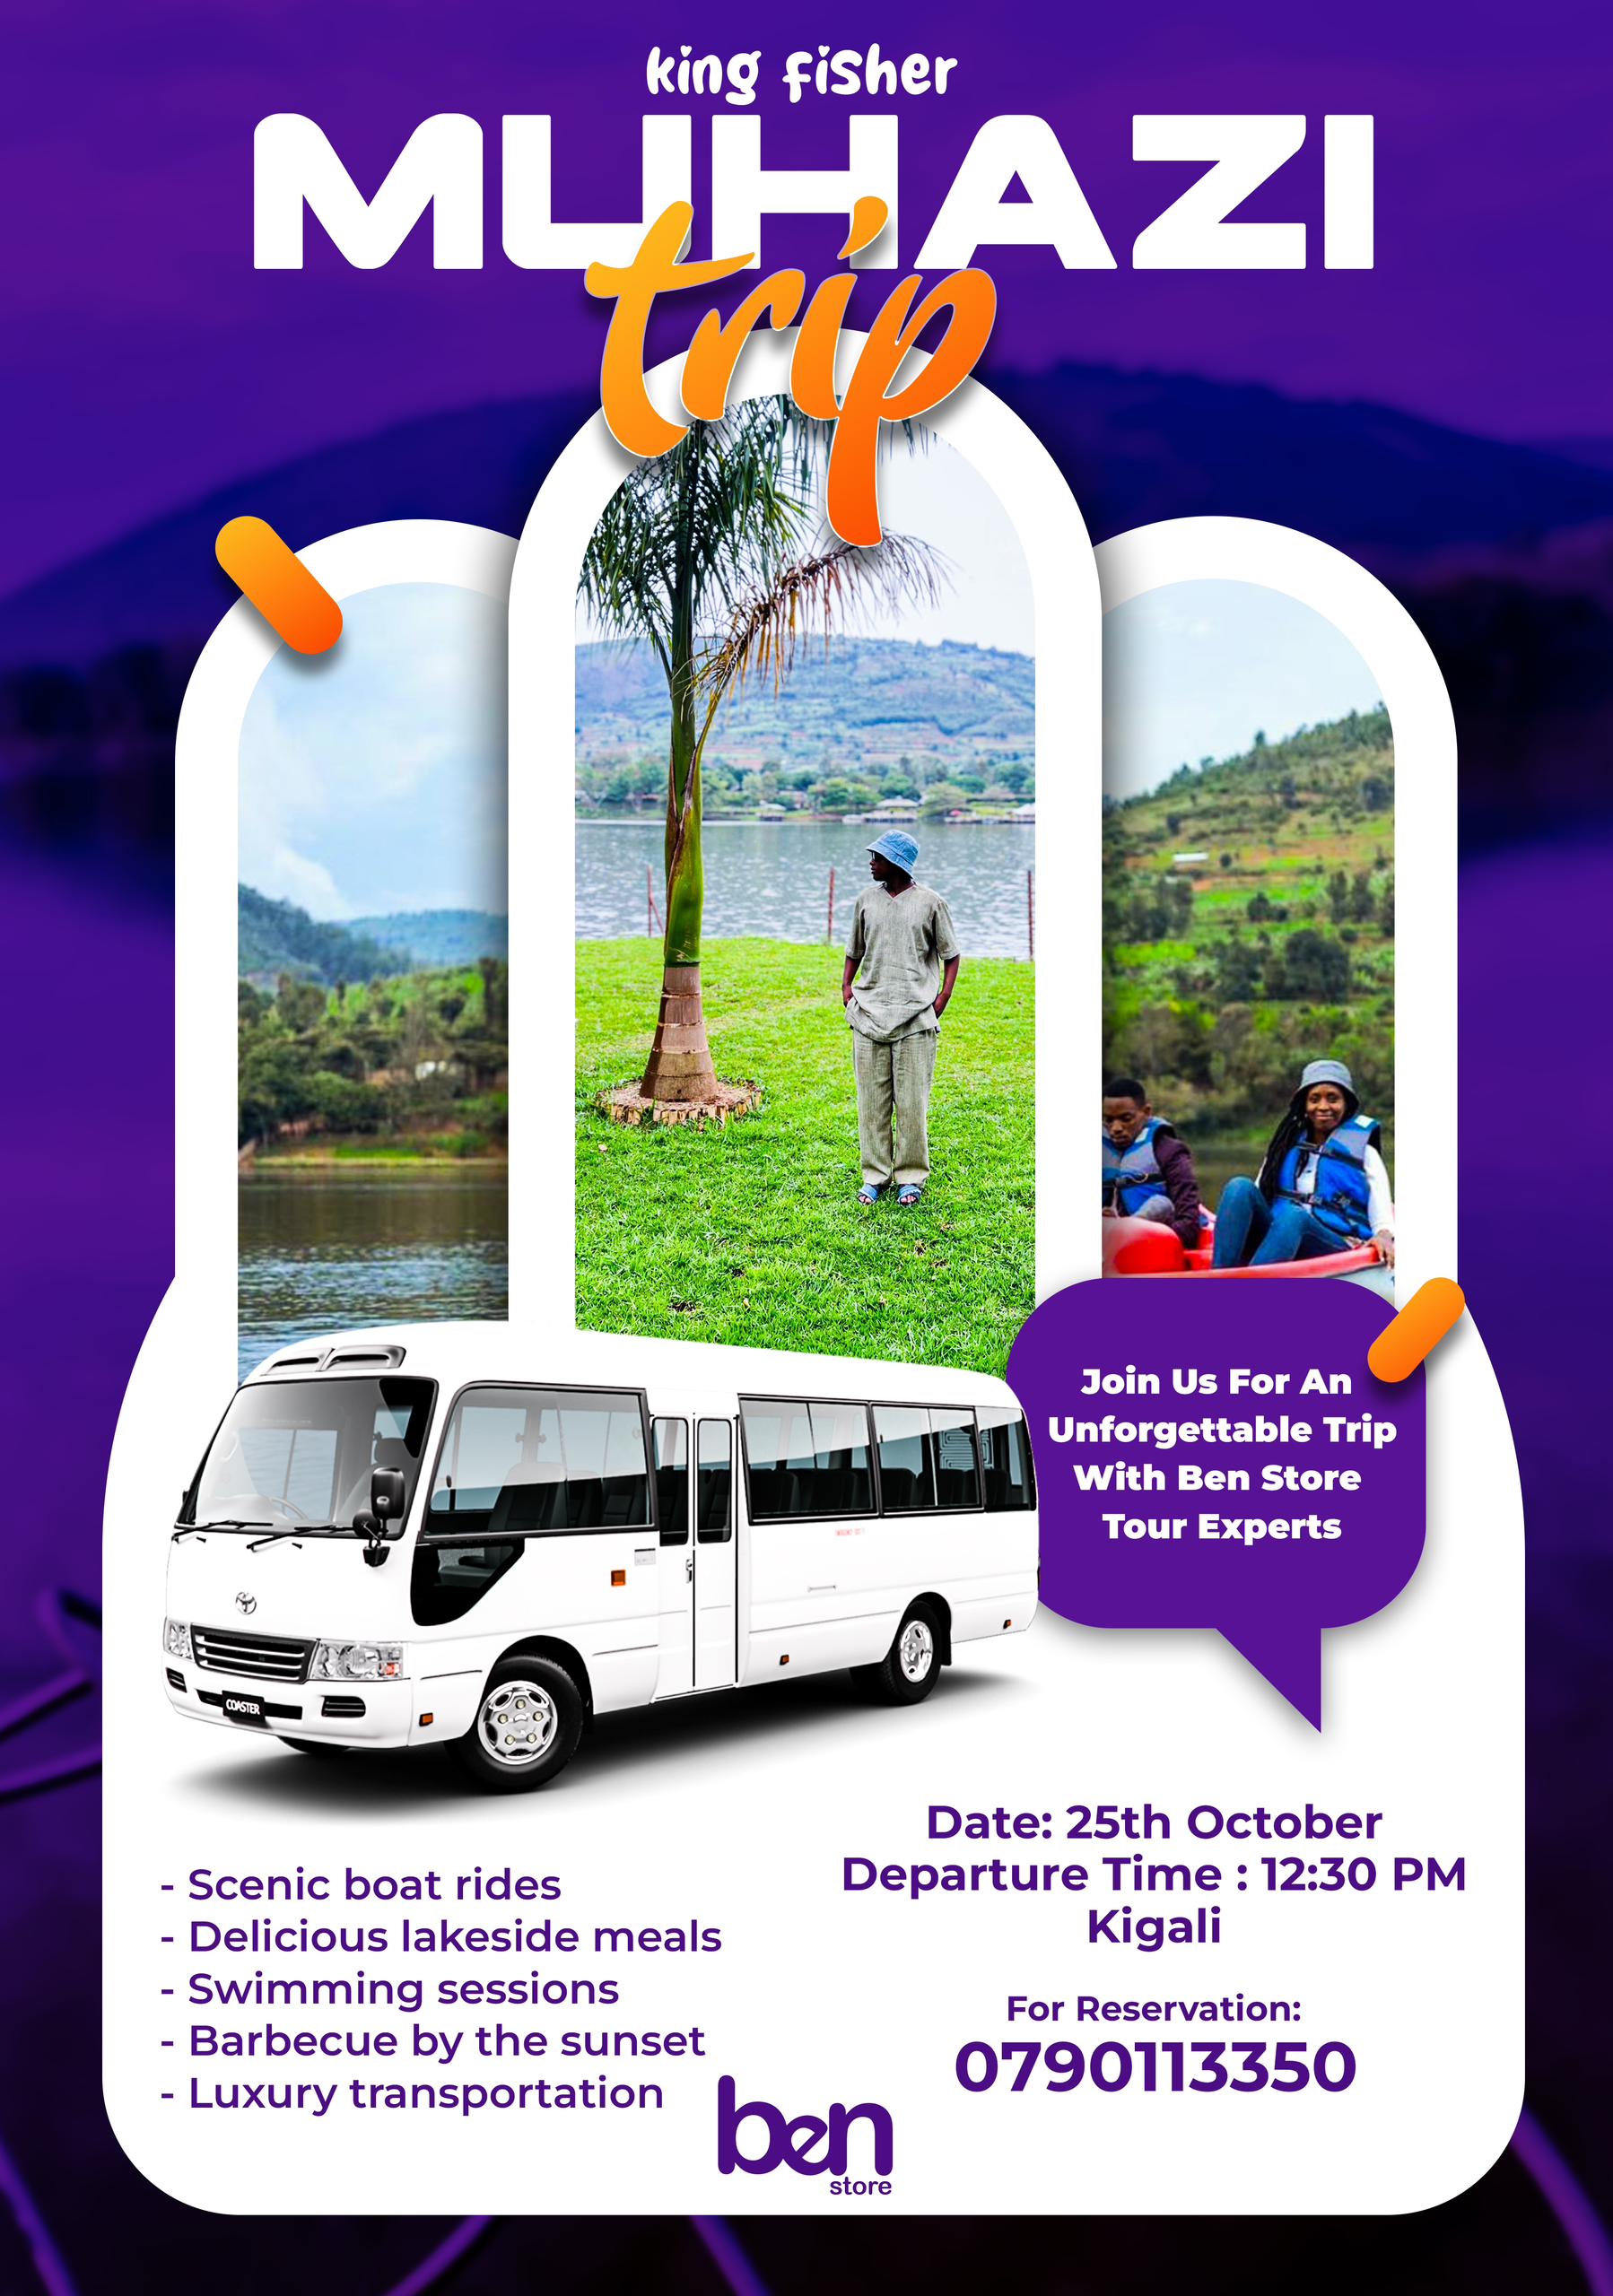 king fisher
MUHAZI
trip
Join Us For An
Unforgettable Trip
With Ben Store
Tour Experts
COASTER
Date: 25th October
Departure Time : 12:30 PM
Kigali
- Scenic boat rides
- Delicious lakeside meals
- Swimming sessions
- Barbecue by the sunset
- Luxury transportation
For Reservation:
0790113350
ben
store